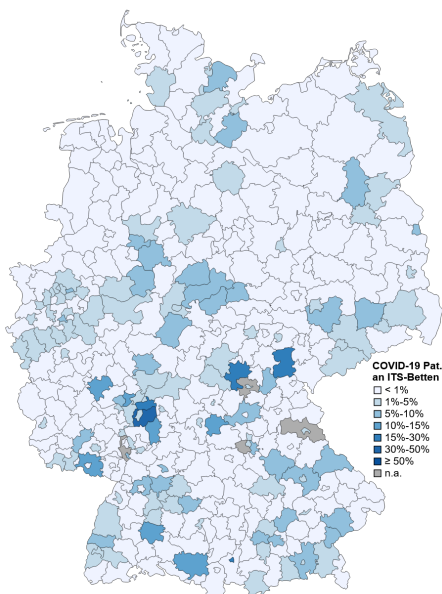 COVID-19 Pat.
an ITS-Betten
< 1%
1%-5%
5%-10%
10%-15%
15%-30%
30%-50%
≥ 50%
n.a.